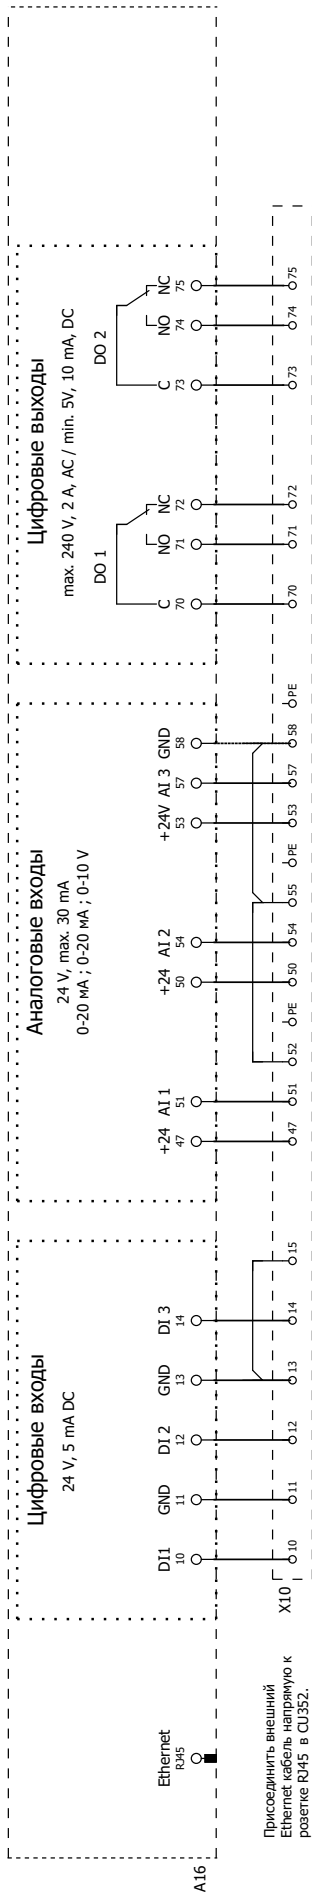 A16
Ethernet
RJ45
Цифровые входы
24 V, 5 mA DC
DI1 GND DI 2 GND DI 3
10 11 12 13 14
Аналоговые входы
24 V, max. 30 mA
0-20 мА ; 0-20 мА ; 0-10 V
+24 AI 1 +24 AI 2 +24V AI 3 GND
47 51 50 54 53 57 58
Цифровые выходы
max. 240 V, 2 A, AC / min. 5V, 10 mA, DC
DO 1 DO 2
C NO NC C NO NC
70 71 72 73 74 75
X10
10 11 12 13 14 15 47 51 52 PE 50 54 55 PE 53 57 58 PE 70 71 72 73 74 75
Присоединить внешний
Ethernet кабель напрямую к
розетке RJ45 в CU352.